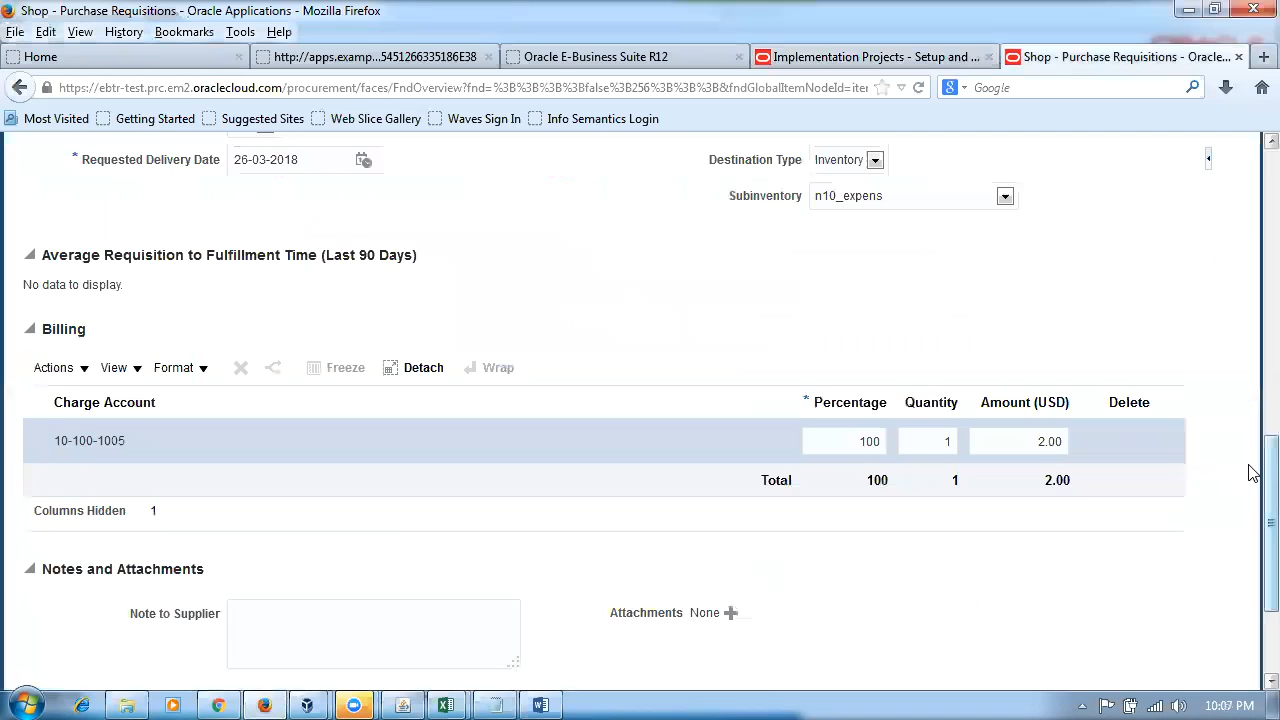 Shop - Purchase Requisitions - Oracle Applications - Mozilla Firefox
File Edit View History Bookmarks Tools Help
Home http://apps.examp...5451266335186E38 Oracle E-Business Suite R12 Implementation Projects - Setup and ... Shop - Purchase Requisitions - Oracle...
https://ebtr-test.prc.em2.oraclecloud.com/procurement/faces/FndOverview?fnd=%3B%3B%3B%3Bfalse%3B256%3B%3B%3B&fndGlobalItemNodeId=iter Google
Most Visited Getting Started Suggested Sites Web Slice Gallery Waves Sign In Info Semantics Login
* Requested Delivery Date 26-03-2018 Destination Type Inventory
Subinventory n10_expens
Average Requisition to Fulfillment Time (Last 90 Days)
No data to display.
Billing
Actions View Format Freeze Detach Wrap
Charge Account * Percentage Quantity Amount (USD) Delete
10-100-1005 100 1 2.00
Total 100 1 2.00
Columns Hidden 1
Notes and Attachments
Note to Supplier Attachments None
10:07 PM